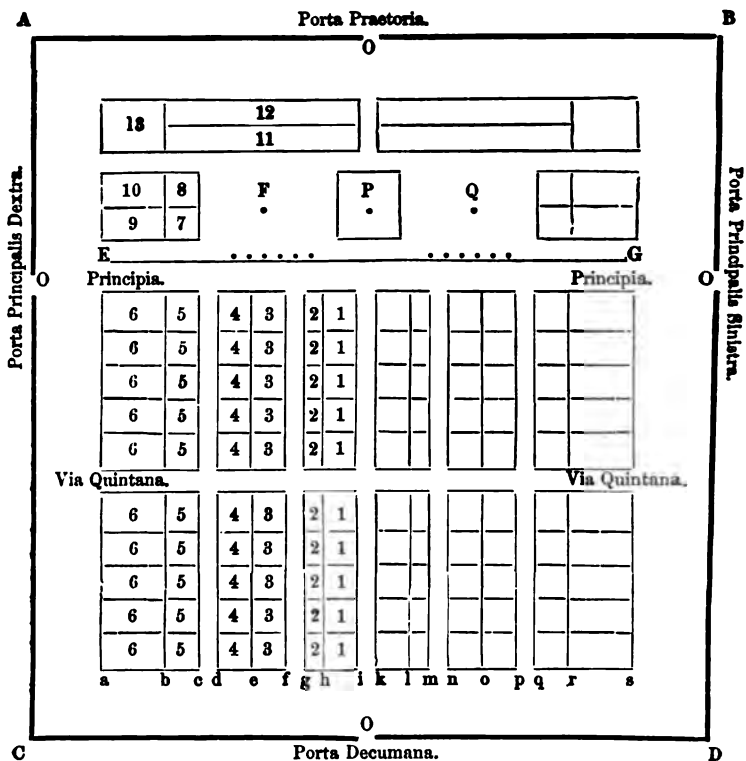 A Porta Praetoria. B
O
13 12
11
10 8 F P Q
9 7
E G
Porta Principalis Dextra.
O O
Porta Principalis Sinistra.
Principia. Principia.
6 5 4 3 2 1
6 5 4 3 2 1
6 5 4 3 2 1
6 5 4 3 2 1
6 5 4 3 2 1
Via Quintana. Via Quintana.
6 5 4 3 2 1
6 5 4 3 2 1
6 5 4 3 2 1
6 5 4 3 2 1
6 5 4 3 2 1
a b c d e f g h i k l m n o p q r s
O
C Porta Decumana. D